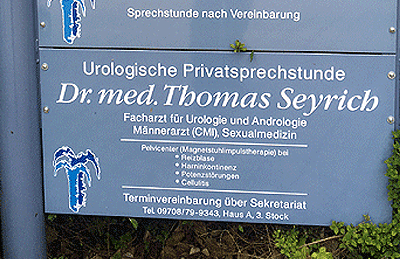 Sprechstunde nach Vereinbarung
Urologische Privatsprechstunde
Dr. med. Thomas Seyrich
Facharzt für Urologie und Andrologie
Männerarzt (CMI), Sexualmedizin
Pelvicenter (Magnetstuhlimpulstherapie) bei
• Reizblase
• Harninkontinenz
• Potenzstörungen
• Cellulitis
Terminvereinbarung über Sekretariat
Tel. 09708/79-9343, Haus A, 3. Stock